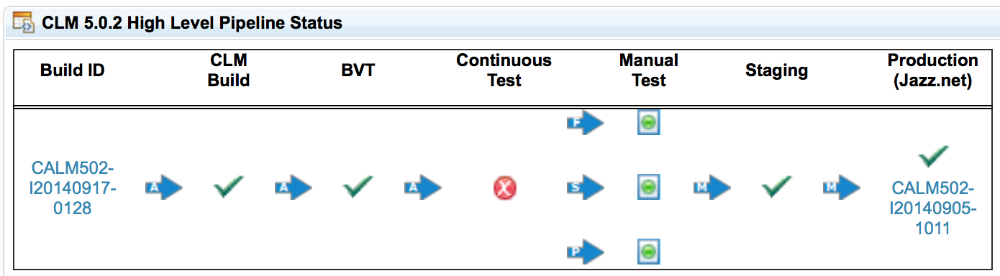 CLM 5.0.2 High Level Pipeline Status
Build ID
CLM
Build
BVT
Continuous
Test
Manual
Test
Staging
Production
(Jazz.net)
CALM502-
I20140917-
0128
A
A
A
F
S
P
M
M
CALM502-
I20140905-
1011